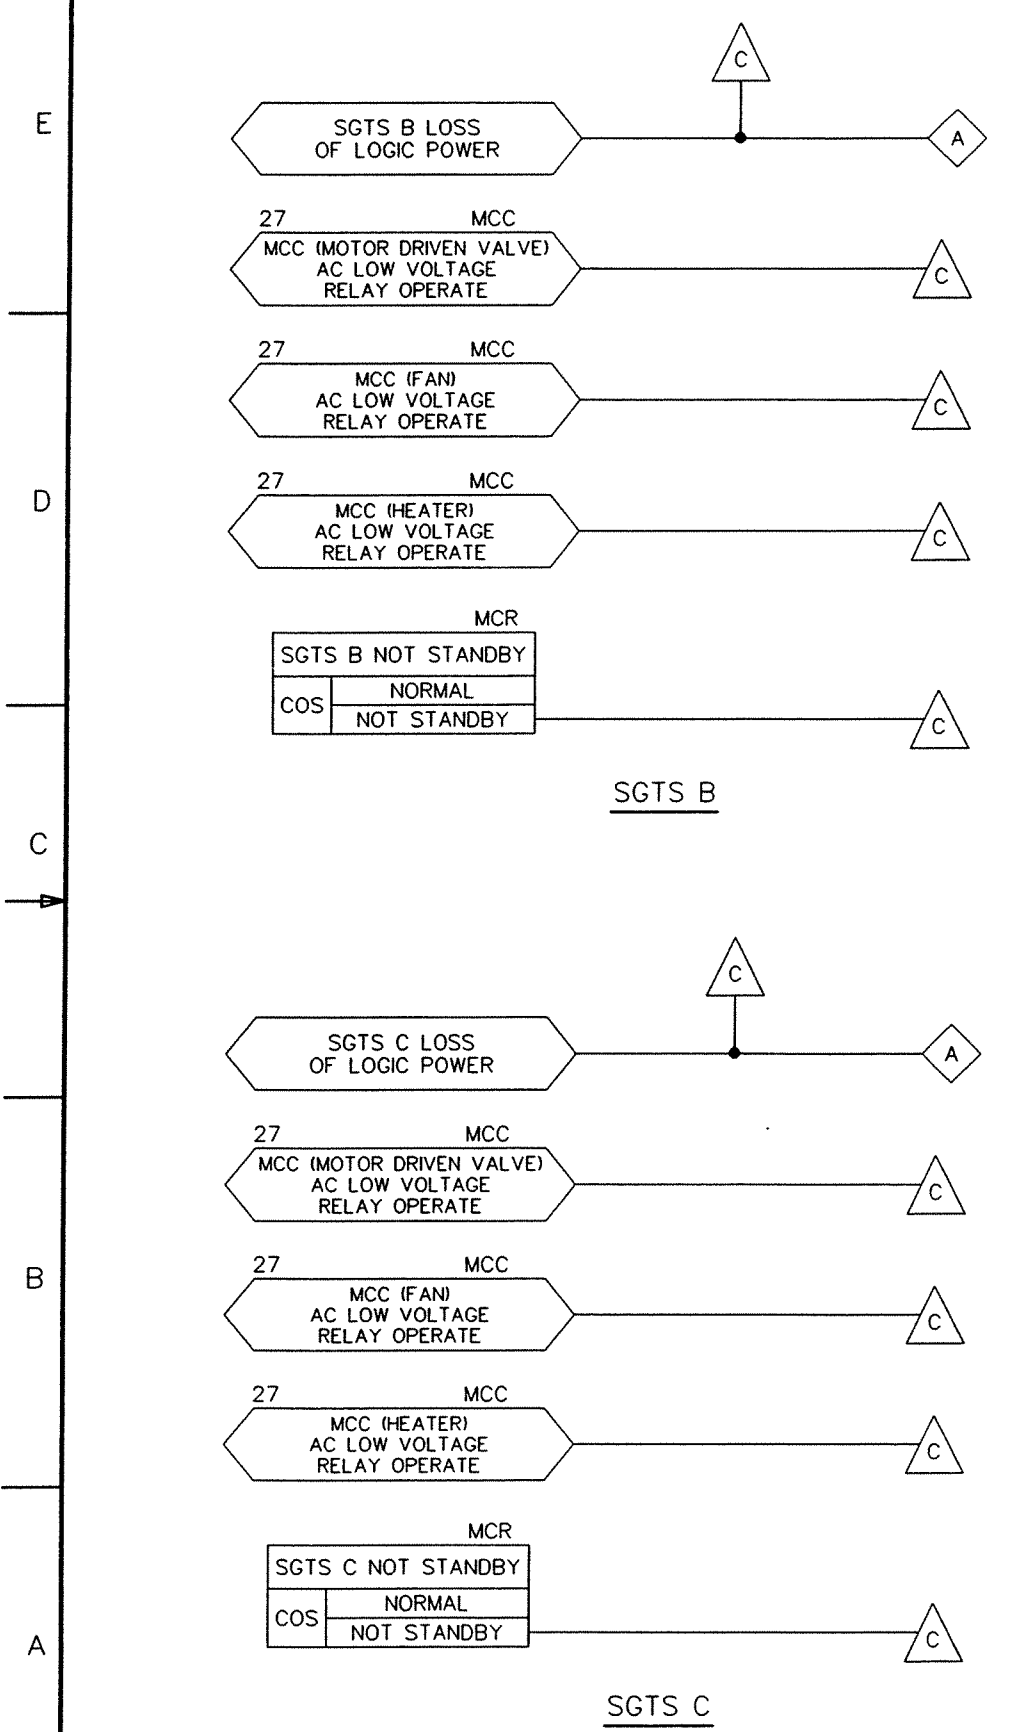 C
E
SGTS B LOSS
OF LOGIC POWER
A
27 MCC
MCC (MOTOR DRIVEN VALVE)
AC LOW VOLTAGE
RELAY OPERATE
C
27 MCC
MCC (FAN)
AC LOW VOLTAGE
RELAY OPERATE
C
D
27 MCC
MCC (HEATER)
AC LOW VOLTAGE
RELAY OPERATE
C
MCR
SGTS B NOT STANDBY
COS
NORMAL
NOT STANDBY
C
SGTS B
C
C
SGTS C LOSS
OF LOGIC POWER
A
27 MCC
MCC (MOTOR DRIVEN VALVE)
AC LOW VOLTAGE
RELAY OPERATE
C
B
27 MCC
MCC (FAN)
AC LOW VOLTAGE
RELAY OPERATE
C
27 MCC
MCC (HEATER)
AC LOW VOLTAGE
RELAY OPERATE
C
MCR
SGTS C NOT STANDBY
COS
NORMAL
NOT STANDBY
C
A
SGTS C